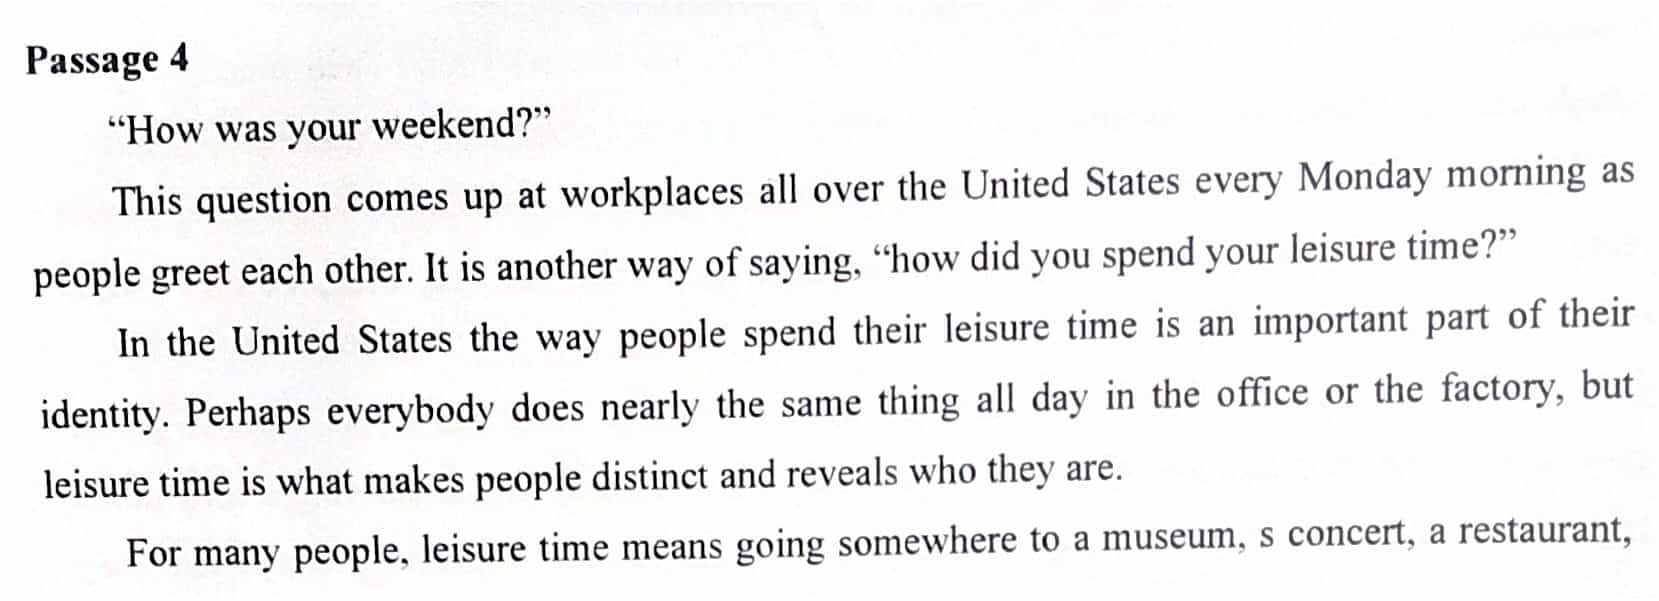 Passage 4
“How was your weekend?”
This question comes up at workplaces all over the United States every Monday morning as
people greet each other. It is another way of saying, “how did you spend your leisure time?”
In the United States the way people spend their leisure time is an important part of their
identity. Perhaps everybody does nearly the same thing all day in the office or the factory, but
leisure time is what makes people distinct and reveals who they are.
For many people, leisure time means going somewhere to a museum, s concert, a restaurant,